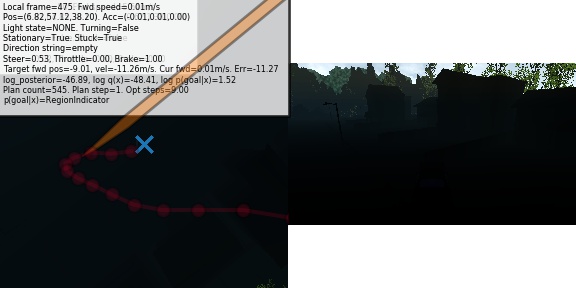 Local frame=475: Fwd speed=0.01m/s
Pos=(6.82,57.12,38.20). Acc=(-0.01,0.01,0.00)
Light state=NONE. Turning=False
Stationary=True. Stuck=True
Direction string=empty
Steer=0.53, Throttle=0.00, Brake=1.00
Target fwd pos=-9.01, vel=-11.26m/s. Cur fwd=0.01m/s. Err=-11.27
log_posterior=-46.89, log q(x)=-48.41, log p(goal|x)=1.52
Plan count=545. Plan step=1. Opt steps=9.00
p(goal|x)=RegionIndicator